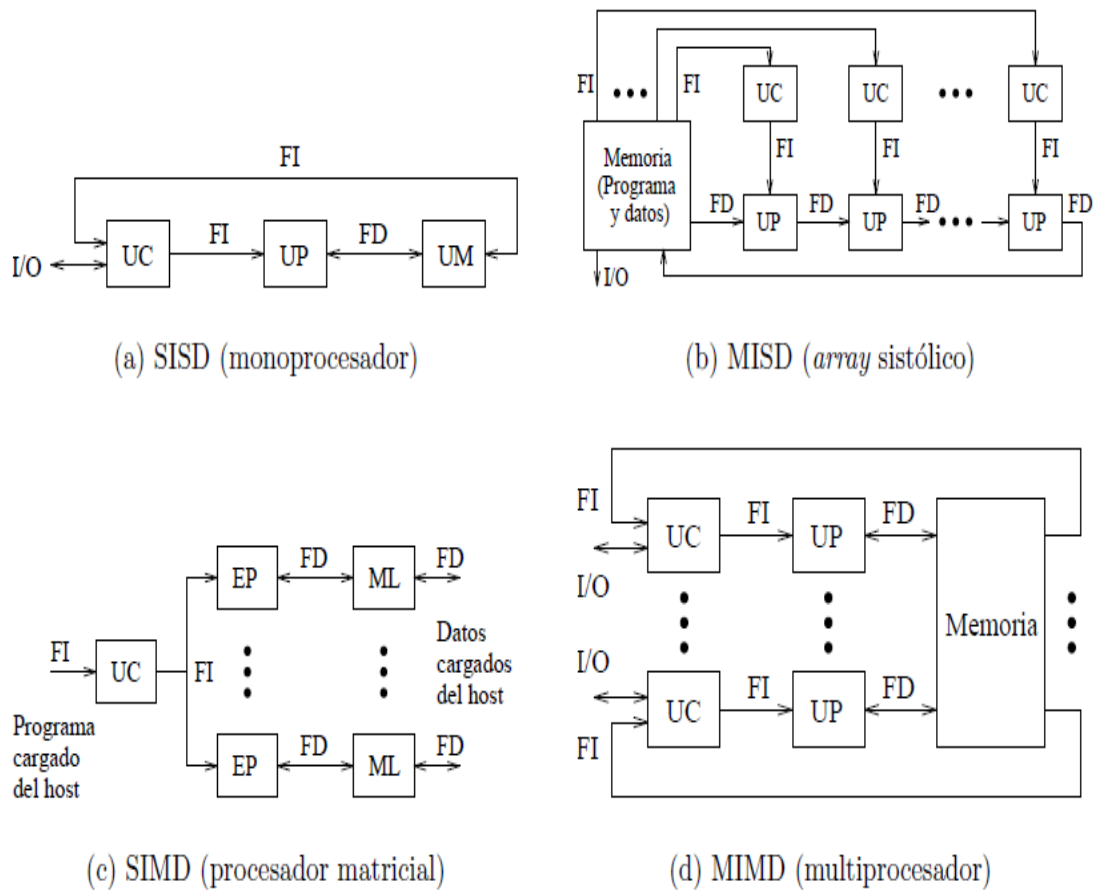 FI
I/O
UC
FI
UP
FD
UM
(a) SISD (monoprocesador)
FI
FI
UC
UC
UC
Memoria
(Programa
y datos)
FI
FI
FI
FD
UP
FD
UP
FD
UP
FD
I/O
(b) MISD (array sistólico)
FI
UC
FI
Programa
cargado
del host
EP
FD
ML
FD
Datos
cargados
del host
EP
FD
ML
FD
(c) SIMD (procesador matricial)
FI
UC
FI
UP
FD
I/O
Memoria
I/O
UC
FI
UP
FD
FI
(d) MIMD (multiprocesador)